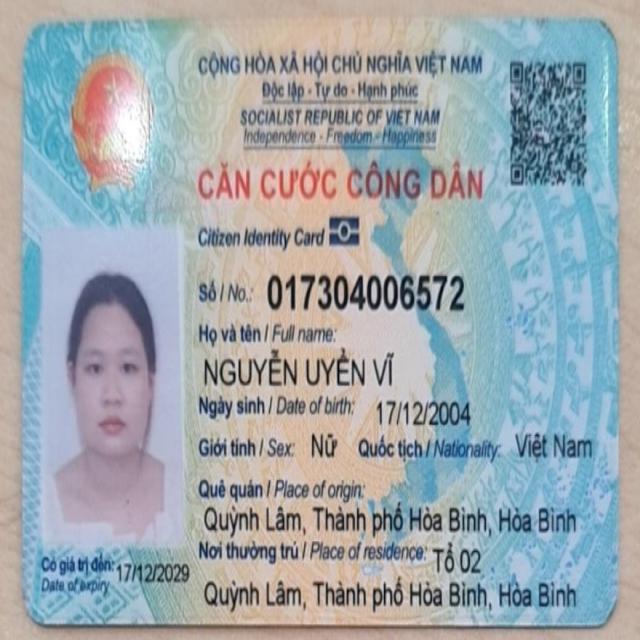 CỘNG HÒA XÃ HỘI CHỦ NGHĨA VIỆT NAM
Độc lập - Tự do - Hạnh phúc
SOCIALIST REPUBLIC OF VIET NAM
Independence - Freedom - Happiness
CĂN CƯỚC CÔNG DÂN
Citizen Identity Card
Số / No.: 017304006572
Họ và tên / Full name:
NGUYỄN UYỂN VĨ
Ngày sinh / Date of birth: 17/12/2004
Giới tính / Sex: Nữ Quốc tịch / Nationality: Việt Nam
Quê quán / Place of origin:
Quỳnh Lâm, Thành phố Hòa Bình, Hòa Bình
Nơi thường trú / Place of residence: Tổ 02
Quỳnh Lâm, Thành phố Hòa Bình, Hòa Bình
Có giá trị đến: 17/12/2029
Date of expiry